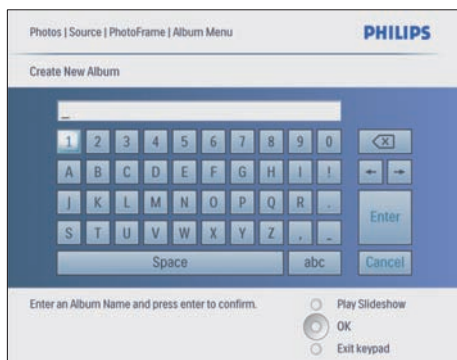 Photos | Source | PhotoFrame | Album Menu
PHILIPS
Create New Album
_
1 2 3 4 5 6 7 8 9 0
A B C D E F G H I !
J K L M N O P Q R .
S T U V W X Y Z , _
Space abc
← →
Enter
Cancel
Enter an Album Name and press enter to confirm.
Play Slideshow
OK
Exit keypad